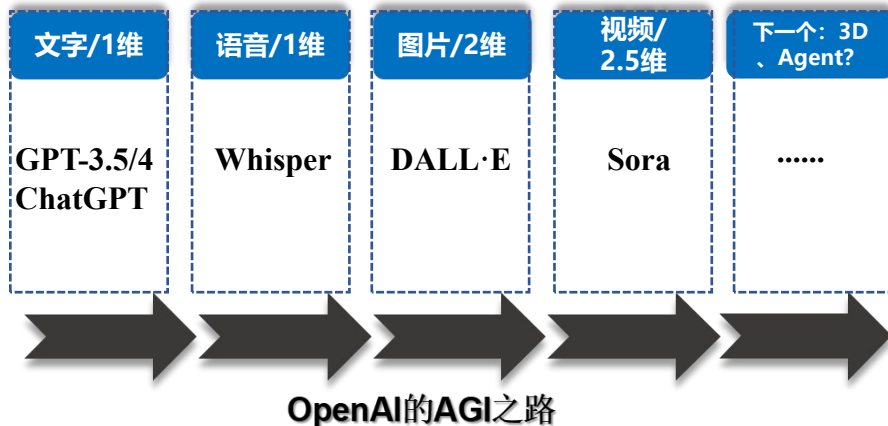 文字/1维
语音/1维
图片/2维
视频/
2.5维
下一个：3D
、Agent?
GPT-3.5/4
ChatGPT
Whisper
DALL·E
Sora
......
OpenAI的AGI之路